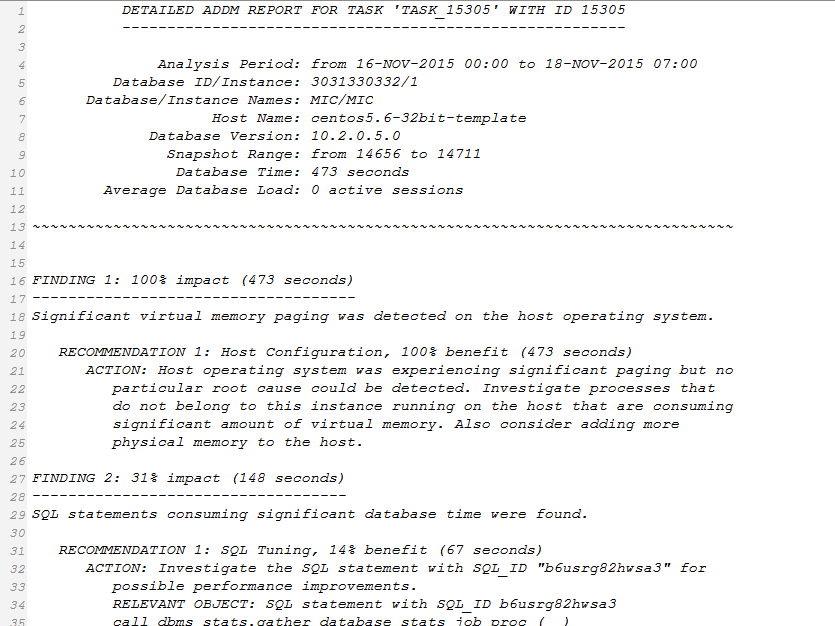 1 DETAILED ADDM REPORT FOR TASK 'TASK_15305' WITH ID 15305
2 --------------------------------------------------------
3
4 Analysis Period: from 16-NOV-2015 00:00 to 18-NOV-2015 07:00
5 Database ID/Instance: 3031330332/1
6 Database/Instance Names: MIC/MIC
7 Host Name: centos5.6-32bit-template
8 Database Version: 10.2.0.5.0
9 Snapshot Range: from 14656 to 14711
10 Database Time: 473 seconds
11 Average Database Load: 0 active sessions
12
13 ~~~~~~~~~~~~~~~~~~~~~~~~~~~~~~~~~~~~~~~~~~~~~~~~~~~~~~~~~~~~~~~~~~~~~~~~~~~~~~
14
15
16 FINDING 1: 100% impact (473 seconds)
17 ------------------------------------
18 Significant virtual memory paging was detected on the host operating system.
19
20 RECOMMENDATION 1: Host Configuration, 100% benefit (473 seconds)
21 ACTION: Host operating system was experiencing significant paging but no
22 particular root cause could be detected. Investigate processes that
23 do not belong to this instance running on the host that are consuming
24 significant amount of virtual memory. Also consider adding more
25 physical memory to the host.
26
27 FINDING 2: 31% impact (148 seconds)
28 -----------------------------------
29 SQL statements consuming significant database time were found.
30
31 RECOMMENDATION 1: SQL Tuning, 14% benefit (67 seconds)
32 ACTION: Investigate the SQL statement with SQL_ID "b6usrg82hwsa3" for
33 possible performance improvements.
34 RELEVANT OBJECT: SQL statement with SQL_ID b6usrg82hwsa3
35 call dbms_stats.gather_database_stats_job_proc ( )